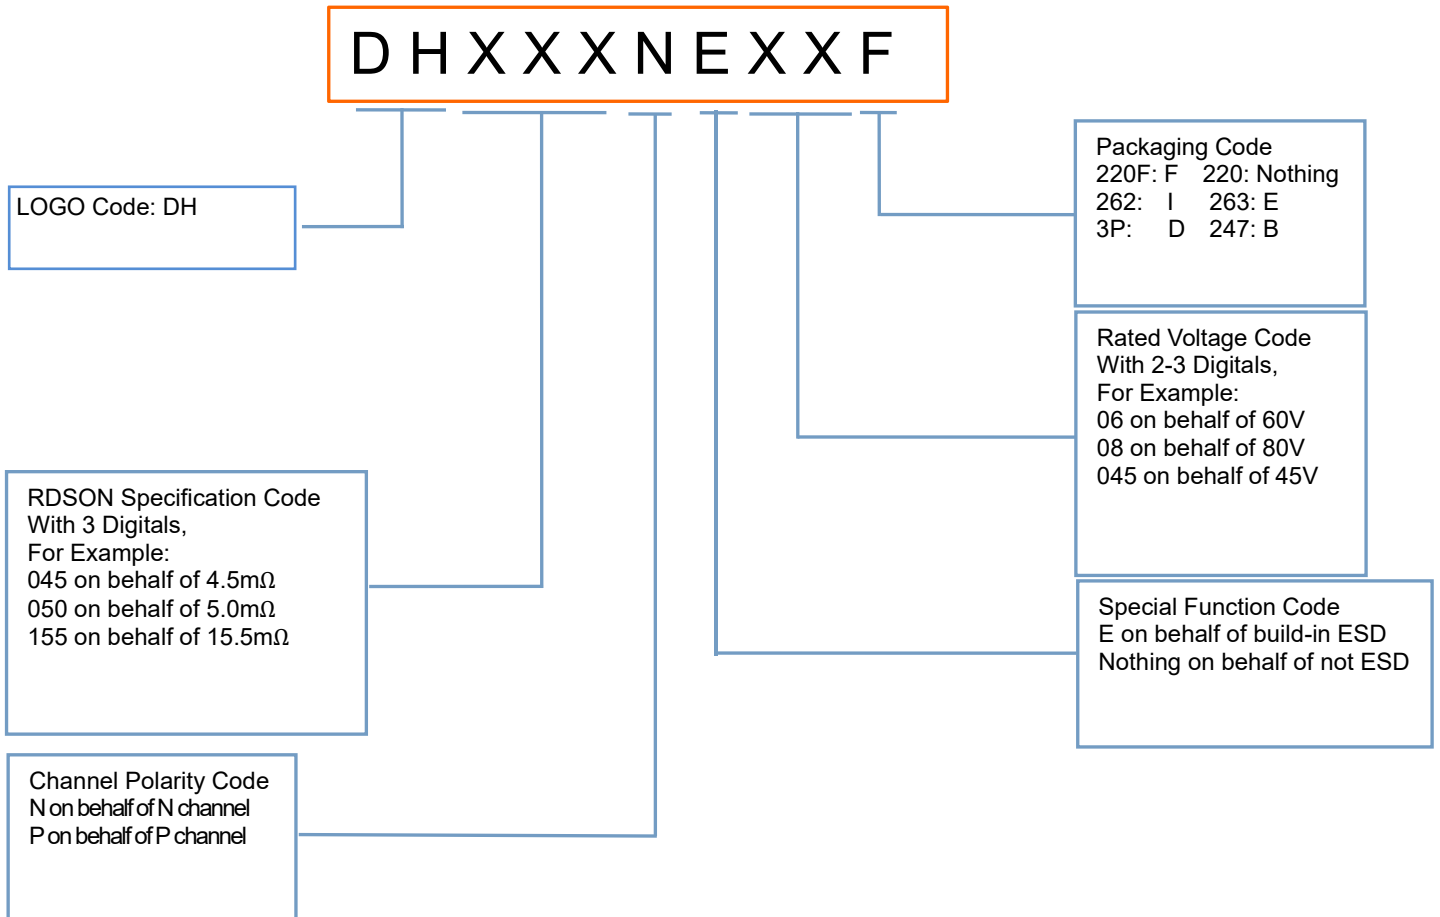 D H X X X N E X X F
LOGO Code: DH
RDSON Specification Code
With 3 Digitals,
For Example:
045 on behalf of 4.5mΩ
050 on behalf of 5.0mΩ
155 on behalf of 15.5mΩ
Channel Polarity Code
N on behalf of N channel
P on behalf of P channel
Packaging Code
220F: F 220: Nothing
262: I 263: E
3P: D 247: B
Rated Voltage Code
With 2-3 Digitals,
For Example:
06 on behalf of 60V
08 on behalf of 80V
045 on behalf of 45V
Special Function Code
E on behalf of build-in ESD
Nothing on behalf of not ESD